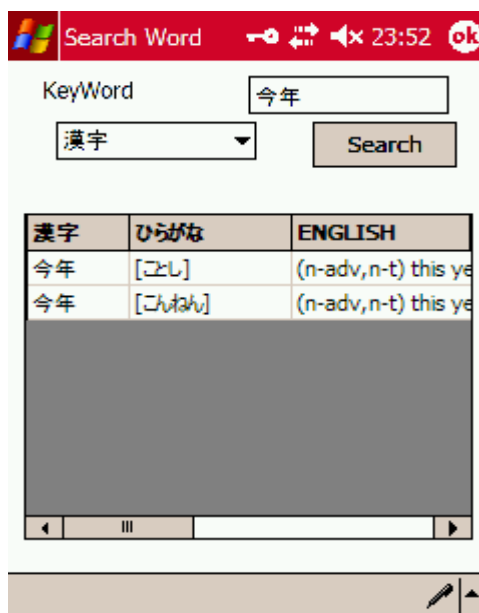 Search Word 23:52 ok
KeyWord 今年
漢字 Search
漢字 ひらがな ENGLISH
今年 [ことし] (n-adv,n-t) this ye
今年 [こんねん] (n-adv,n-t) this ye